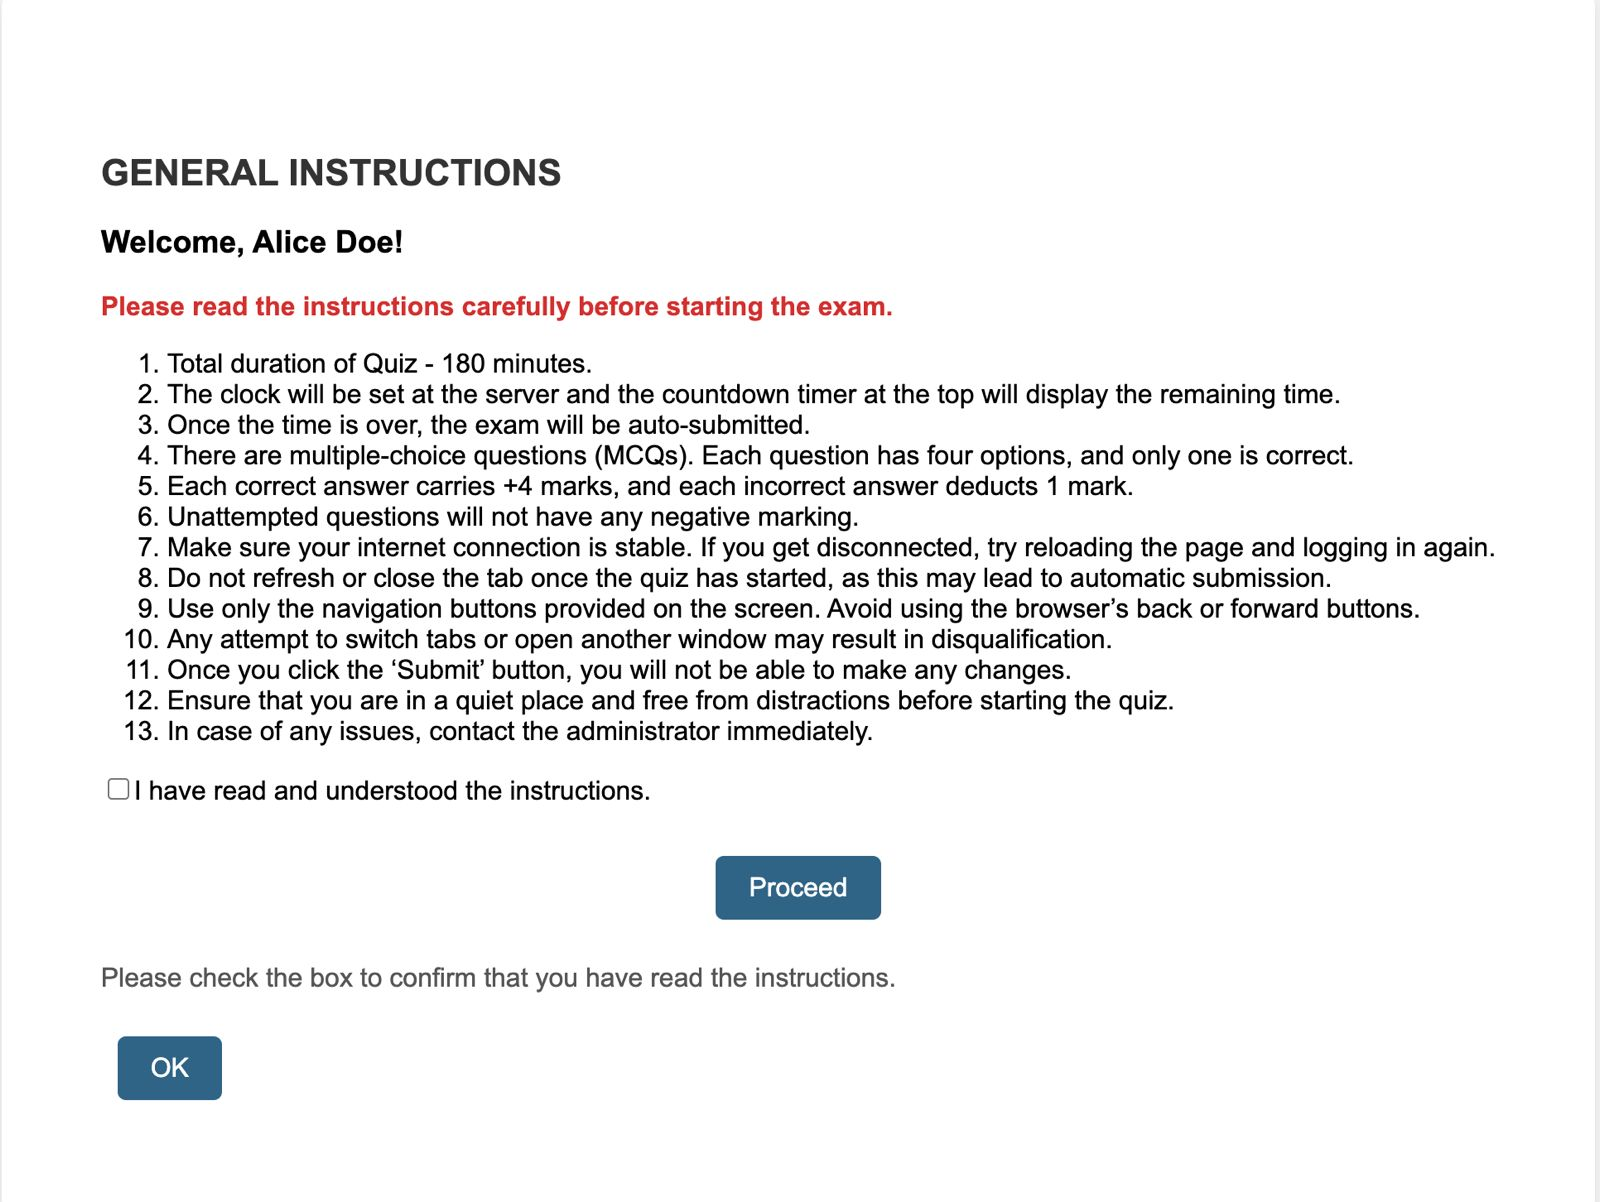 GENERAL INSTRUCTIONS
Welcome, Alice Doe!
Please read the instructions carefully before starting the exam.
1. Total duration of Quiz - 180 minutes.
2. The clock will be set at the server and the countdown timer at the top will display the remaining time.
3. Once the time is over, the exam will be auto-submitted.
4. There are multiple-choice questions (MCQs). Each question has four options, and only one is correct.
5. Each correct answer carries +4 marks, and each incorrect answer deducts 1 mark.
6. Unattempted questions will not have any negative marking.
7. Make sure your internet connection is stable. If you get disconnected, try reloading the page and logging in again.
8. Do not refresh or close the tab once the quiz has started, as this may lead to automatic submission.
9. Use only the navigation buttons provided on the screen. Avoid using the browser’s back or forward buttons.
10. Any attempt to switch tabs or open another window may result in disqualification.
11. Once you click the ‘Submit’ button, you will not be able to make any changes.
12. Ensure that you are in a quiet place and free from distractions before starting the quiz.
13. In case of any issues, contact the administrator immediately.
I have read and understood the instructions.
Proceed
Please check the box to confirm that you have read the instructions.
OK